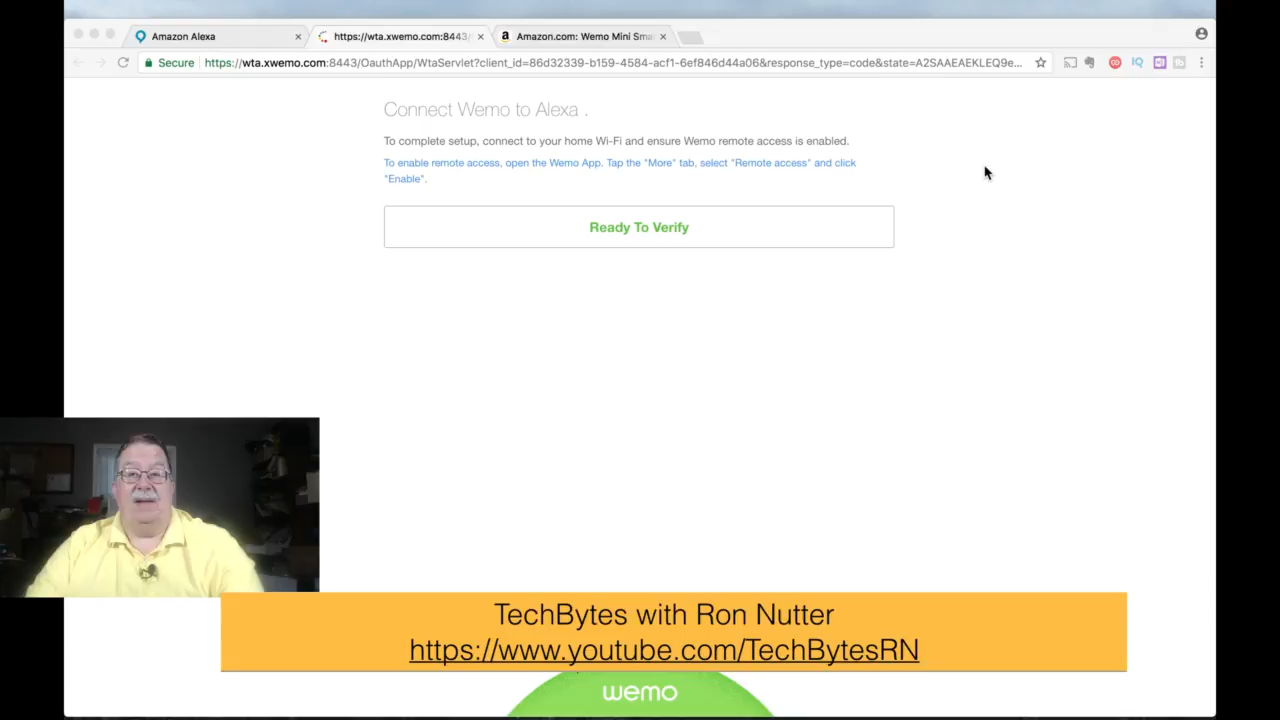 Amazon Alexa
https://wta.xwemo.com:8443/
Amazon.com: Wemo Mini Sma
Secure
https://wta.xwemo.com:8443/OauthApp/WtaServlet?client_id=86d32339-b159-4584-acf1-6ef846d44a06&response_type=code&state=A2SAAEAEKLEQ9e...
Connect Wemo to Alexa .
To complete setup, connect to your home Wi-Fi and ensure Wemo remote access is enabled.
To enable remote access, open the Wemo App. Tap the "More" tab, select "Remote access" and click
"Enable".
Ready To Verify
TechBytes with Ron Nutter
https://www.youtube.com/TechBytesRN
wemo